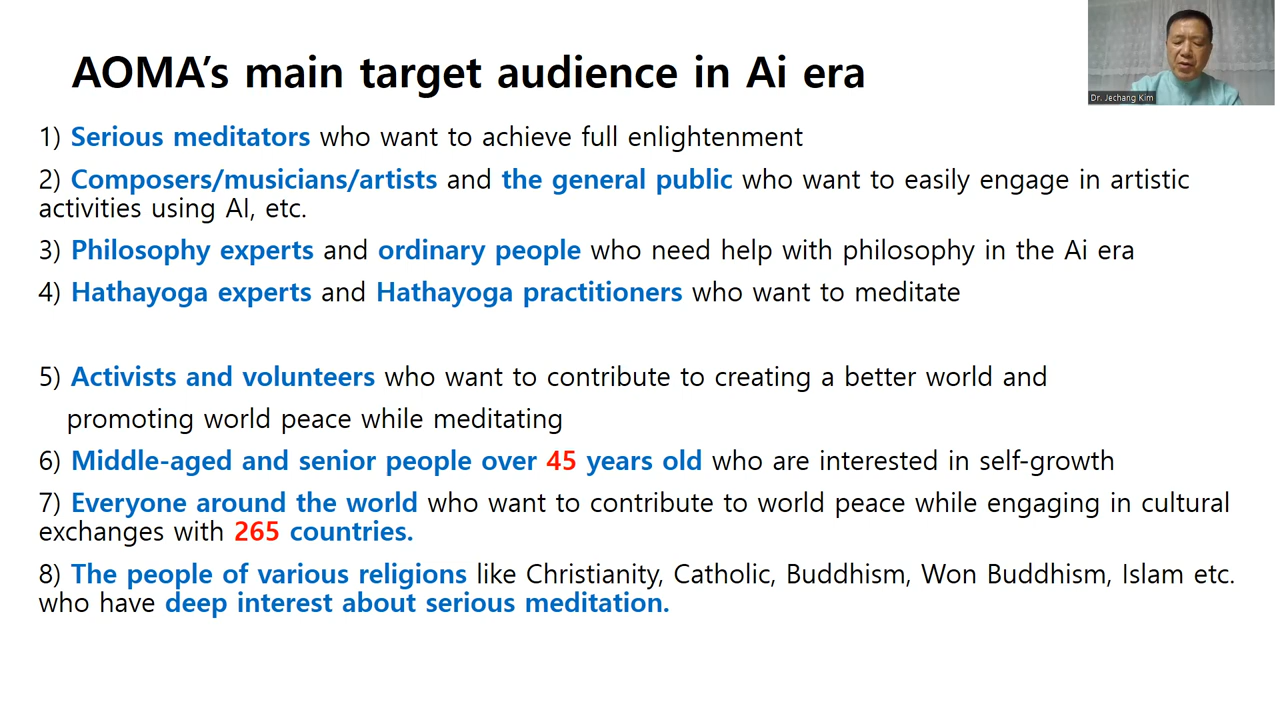 AOMA's main target audience in Ai era
Dr. Jechang Kim
1) Serious meditators who want to achieve full enlightenment
2) Composers/musicians/artists and the general public who want to easily engage in artistic
activities using AI, etc.
3) Philosophy experts and ordinary people who need help with philosophy in the Ai era
4) Hathayoga experts and Hathayoga practitioners who want to meditate
5) Activists and volunteers who want to contribute to creating a better world and
promoting world peace while meditating
6) Middle-aged and senior people over 45 years old who are interested in self-growth
7) Everyone around the world who want to contribute to world peace while engaging in cultural
exchanges with 265 countries.
8) The people of various religions like Christianity, Catholic, Buddhism, Won Buddhism, Islam etc.
who have deep interest about serious meditation.